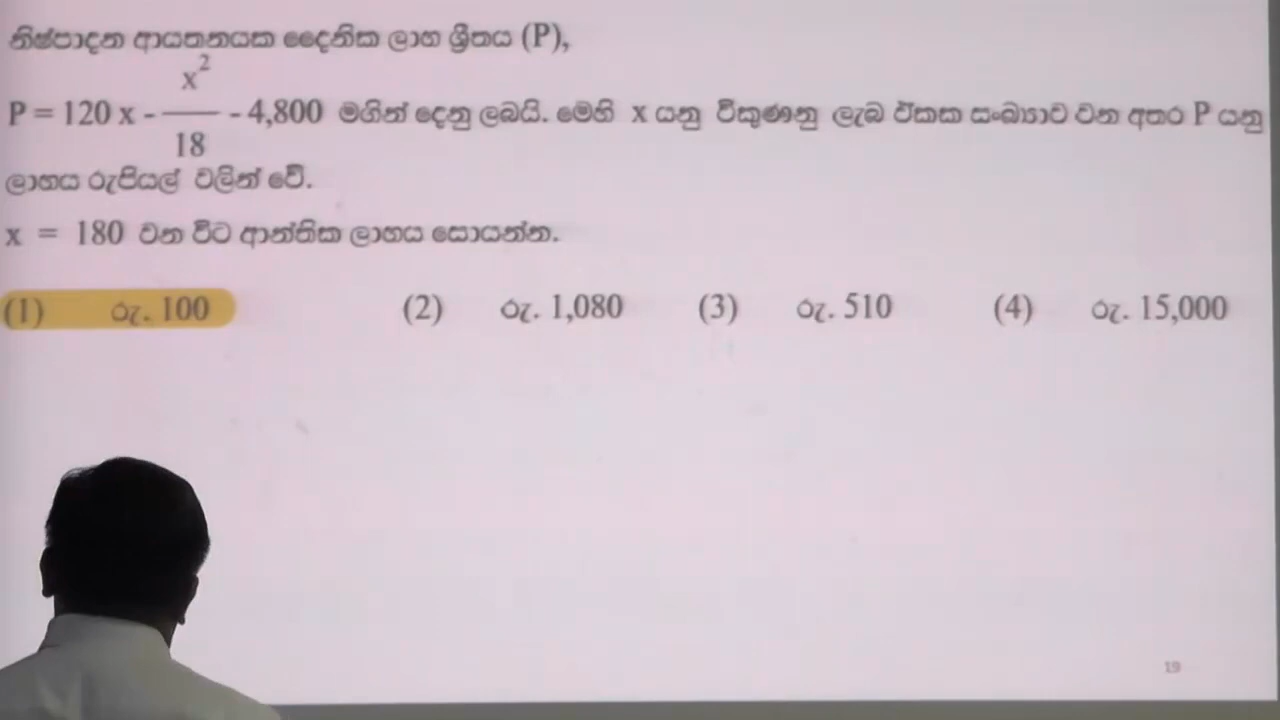 නිෂ්පාදන ආයතනයක දෛනික ලාභ ශ්‍රිතය (P),
P = 120 x - x²/18 - 4,800 මගින් දෙනු ලබයි. මෙහි x යනු විකුණනු ලැබ ඒකක සංඛ්‍යාව වන අතර P යනු
ලාභය රුපියල් වලින් වේ.
x = 180 වන විට ආන්තික ලාභය සොයන්න.
(1) රු. 100 (2) රු. 1,080 (3) රු. 510 (4) රු. 15,000
19